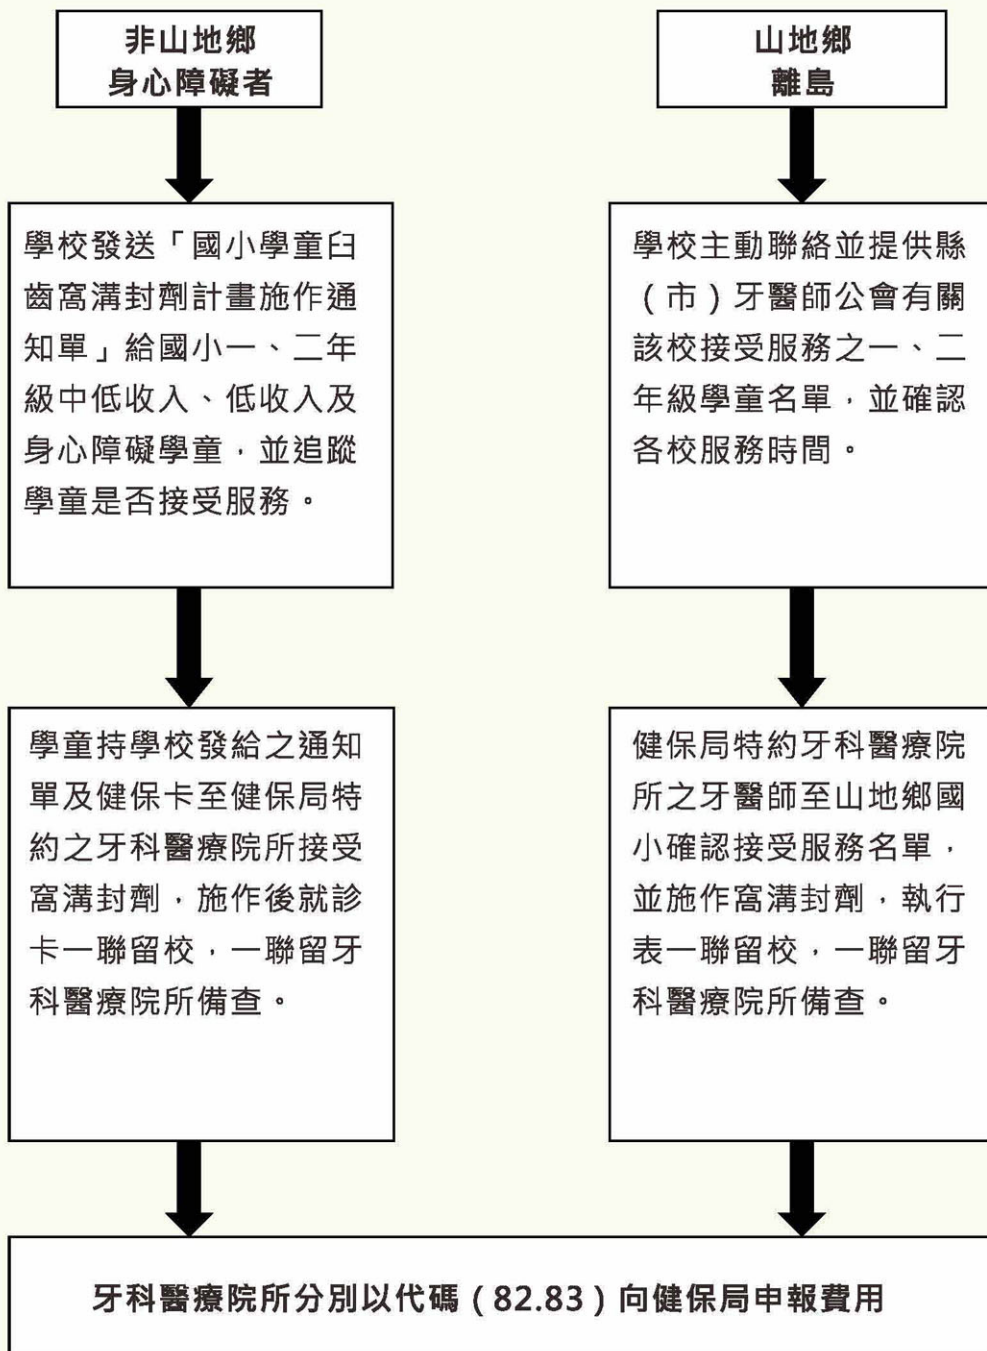 非山地鄉
身心障礙者
學校發送「國小學童臼
齒窩溝封劑計畫施作通
知單」給國小一、二年
級中低收入、低收入及
身心障礙學童,並追蹤
學童是否接受服務。
學童持學校發給之通知
單及健保卡至健保局特
約之牙科醫療院所接受
窩溝封劑,施作後就診
卡一聯留校,一聯留牙
科醫療院所備查。
山地鄉
離島
學校主動聯絡並提供縣
(市)牙醫師公會有關
該校接受服務之一、二
年級學童名單,並確認
各校服務時間。
健保局特約牙科醫療院
所之牙醫師至山地鄉國
小確認接受服務名單,
並施作窩溝封劑,執行
表一聯留校,一聯留牙
科醫療院所備查。
牙科醫療院所分別以代碼(82.83)向健保局申報費用